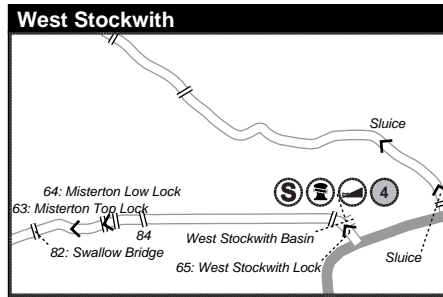 West Stockwith
Sluice
64: Misterton Low Lock
63: Misterton Top Lock
S
4
84
West Stockwith Basin
82: Swallow Bridge
Sluice
65: West Stockwith Lock